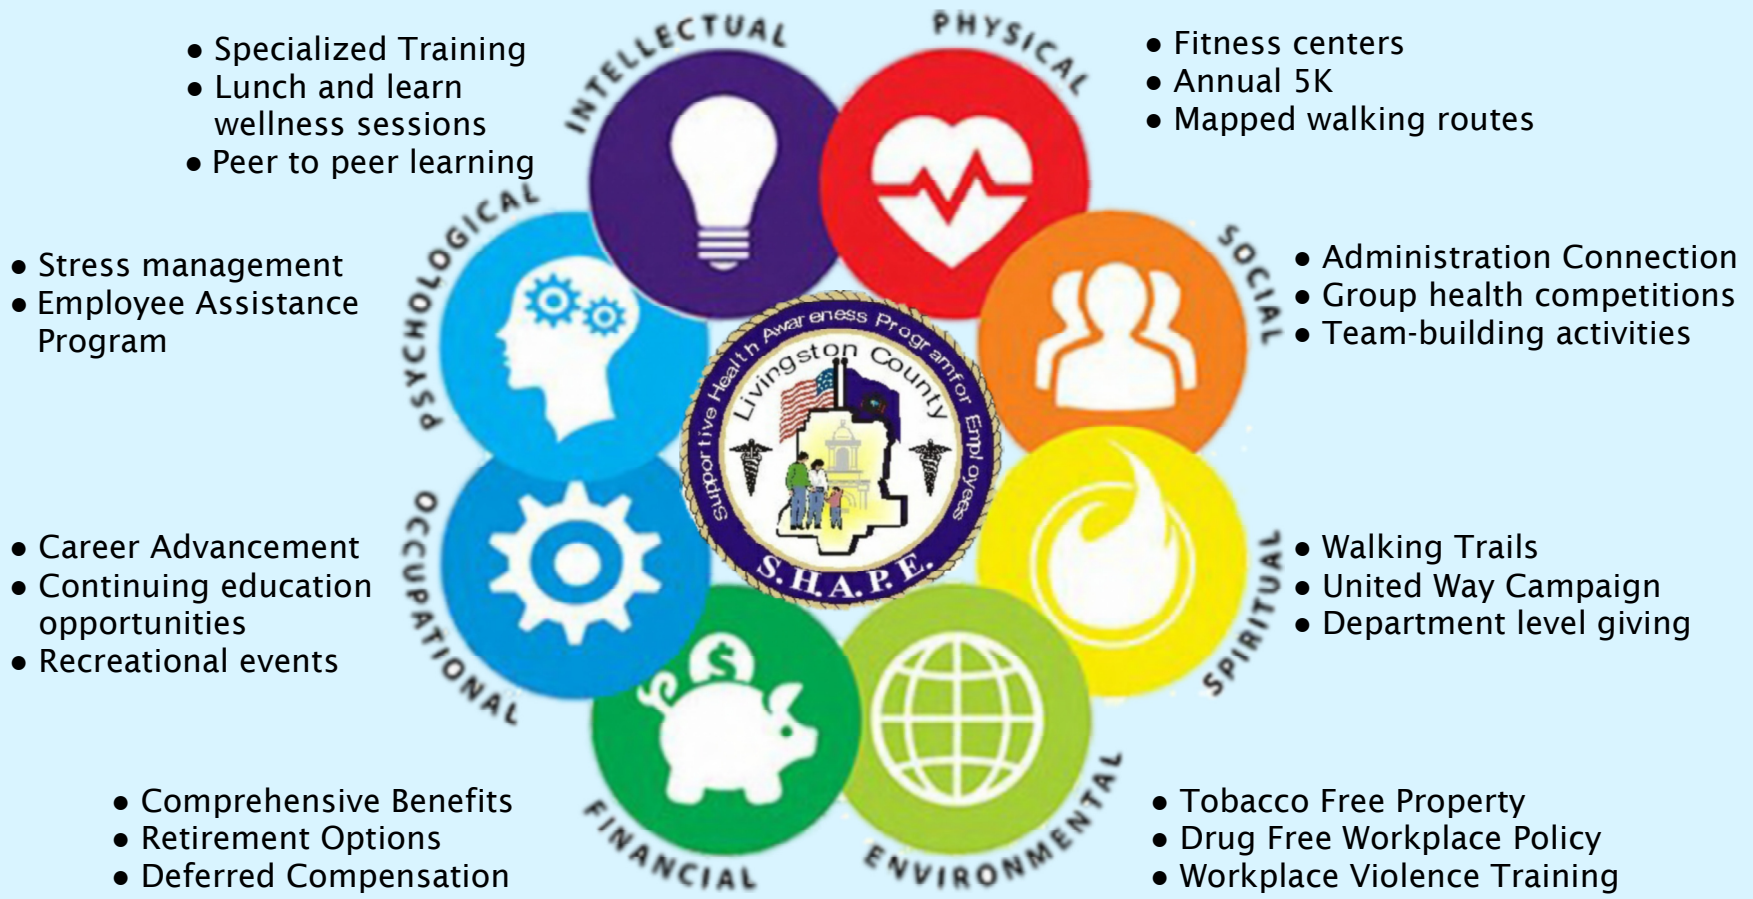 INTELLECTUAL
● Specialized Training
● Lunch and learn
wellness sessions
● Peer to peer learning
PHYSICAL
● Fitness centers
● Annual 5K
● Mapped walking routes
PSYCHOLOGICAL
● Stress management
● Employee Assistance
Program
SOCIAL
● Administration Connection
● Group health competitions
● Team-building activities
Supportive Health Awareness Program for Employees
Livingston County
S.H.A.P.E.
OCCUPATIONAL
● Career Advancement
● Continuing education
opportunities
● Recreational events
SPIRITUAL
● Walking Trails
● United Way Campaign
● Department level giving
$
FINANCIAL
● Comprehensive Benefits
● Retirement Options
● Deferred Compensation
ENVIRONMENTAL
● Tobacco Free Property
● Drug Free Workplace Policy
● Workplace Violence Training